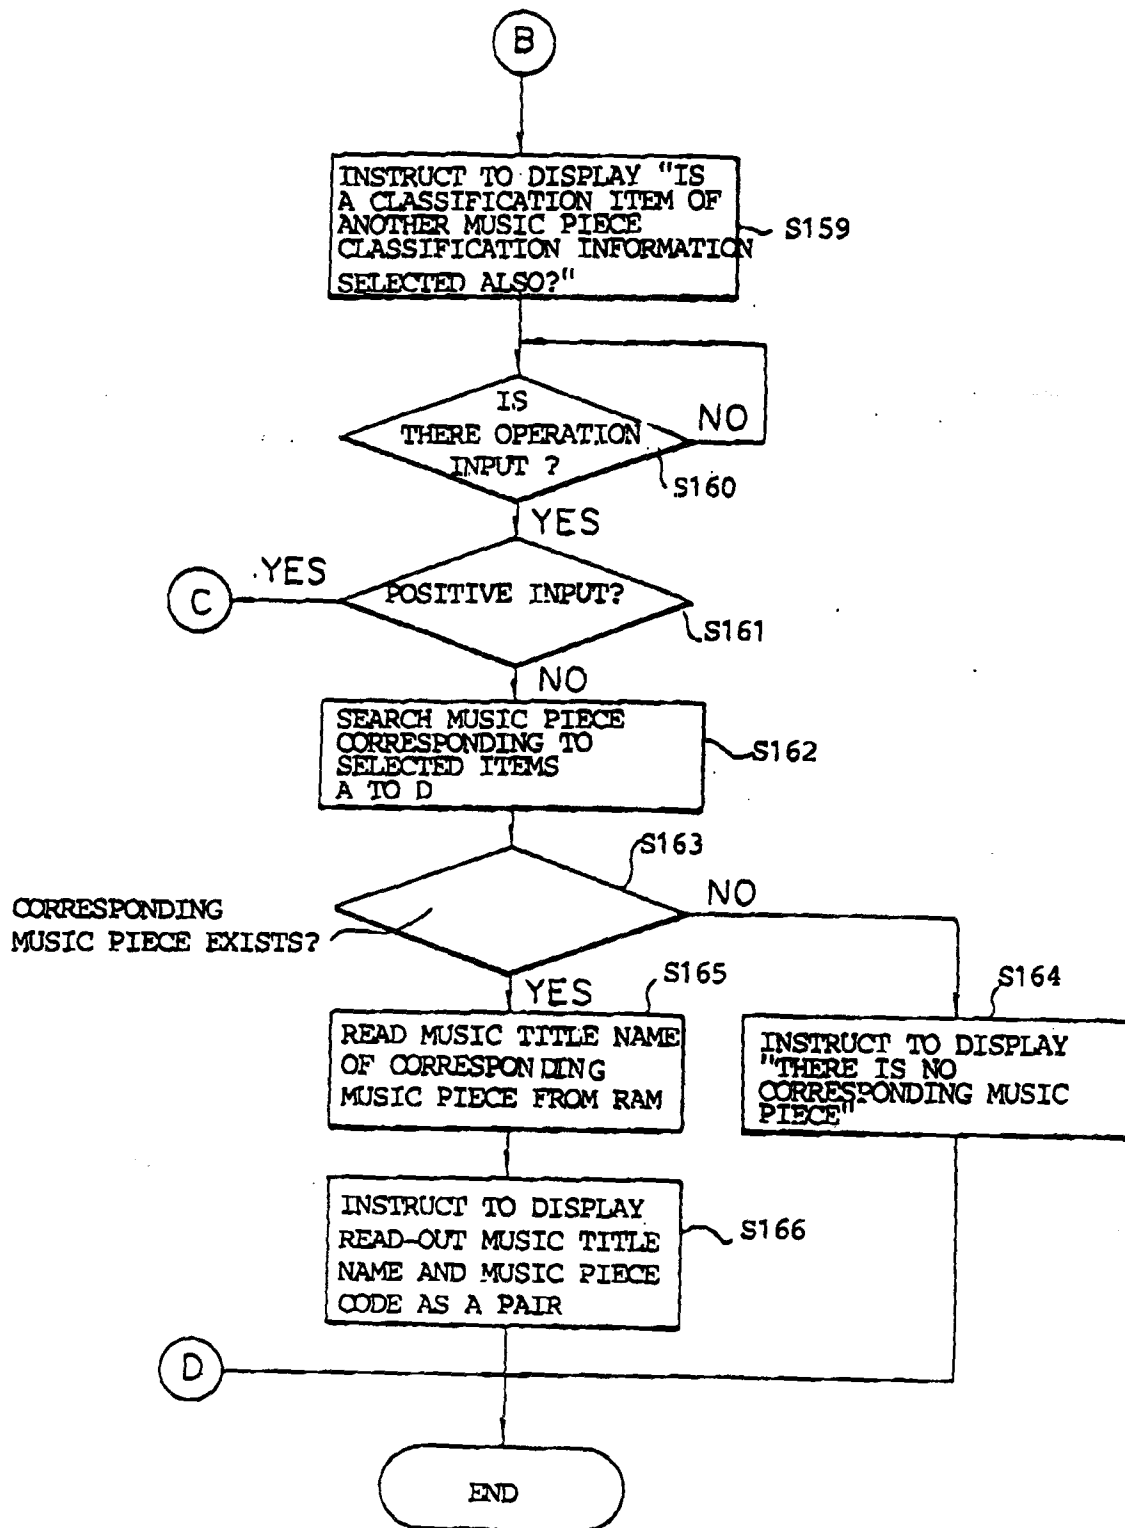 B
INSTRUCT TO DISPLAY "IS
A CLASSIFICATION ITEM OF
ANOTHER MUSIC PIECE
CLASSIFICATION INFORMATION
SELECTED ALSO?"
S159
IS
THERE OPERATION
INPUT ?
NO
S160
YES
YES
C
POSITIVE INPUT?
S161
NO
SEARCH MUSIC PIECE
CORRESPONDING TO
SELECTED ITEMS
A TO D
S162
S163
CORRESPONDING
MUSIC PIECE EXISTS?
NO
YES
S165
S164
READ MUSIC TITLE NAME
OF CORRESPONDING
MUSIC PIECE FROM RAM
INSTRUCT TO DISPLAY
"THERE IS NO
CORRESPONDING MUSIC
PIECE"
INSTRUCT TO DISPLAY
READ-OUT MUSIC TITLE
NAME AND MUSIC PIECE
CODE AS A PAIR
S166
D
END